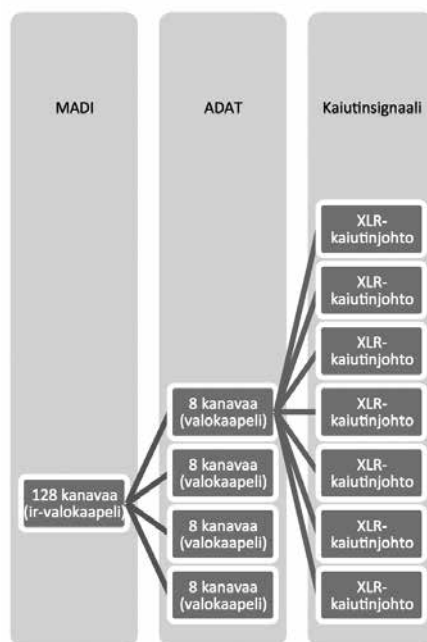 MADI
ADAT
Kaiutinsignaali
XLR-
kaiutinjohto
XLR-
kaiutinjohto
XLR-
kaiutinjohto
8 kanavaa
(valokaapeli)
XLR-
kaiutinjohto
8 kanavaa
(valokaapeli)
XLR-
kaiutinjohto
128 kanavaa
(ir-valokaapeli)
8 kanavaa
(valokaapeli)
XLR-
kaiutinjohto
8 kanavaa
(valokaapeli)
XLR-
kaiutinjohto